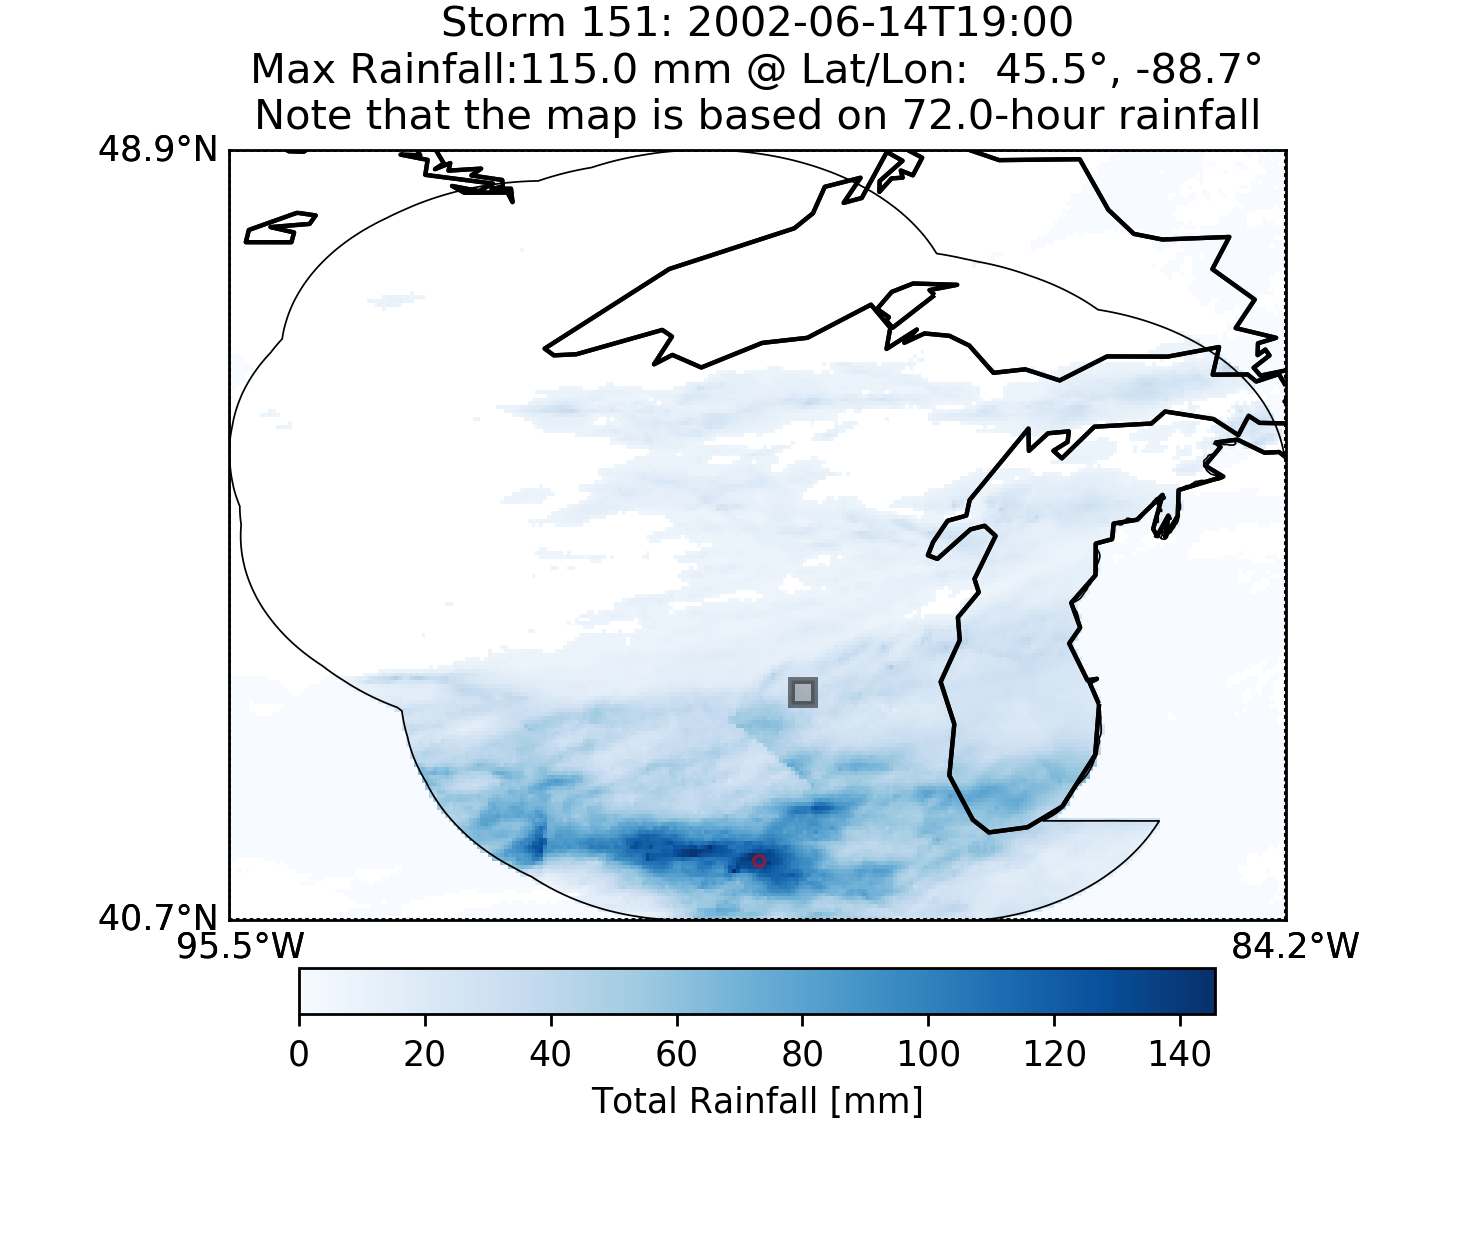 Storm 151: 2002-06-14T19:00
Max Rainfall:115.0 mm @ Lat/Lon:  45.5°, -88.7°
Note that the map is based on 72.0-hour rainfall
48.9°N
40.7°N
95.5°W 84.2°W
0 20 40 60 80 100 120 140
Total Rainfall [mm]